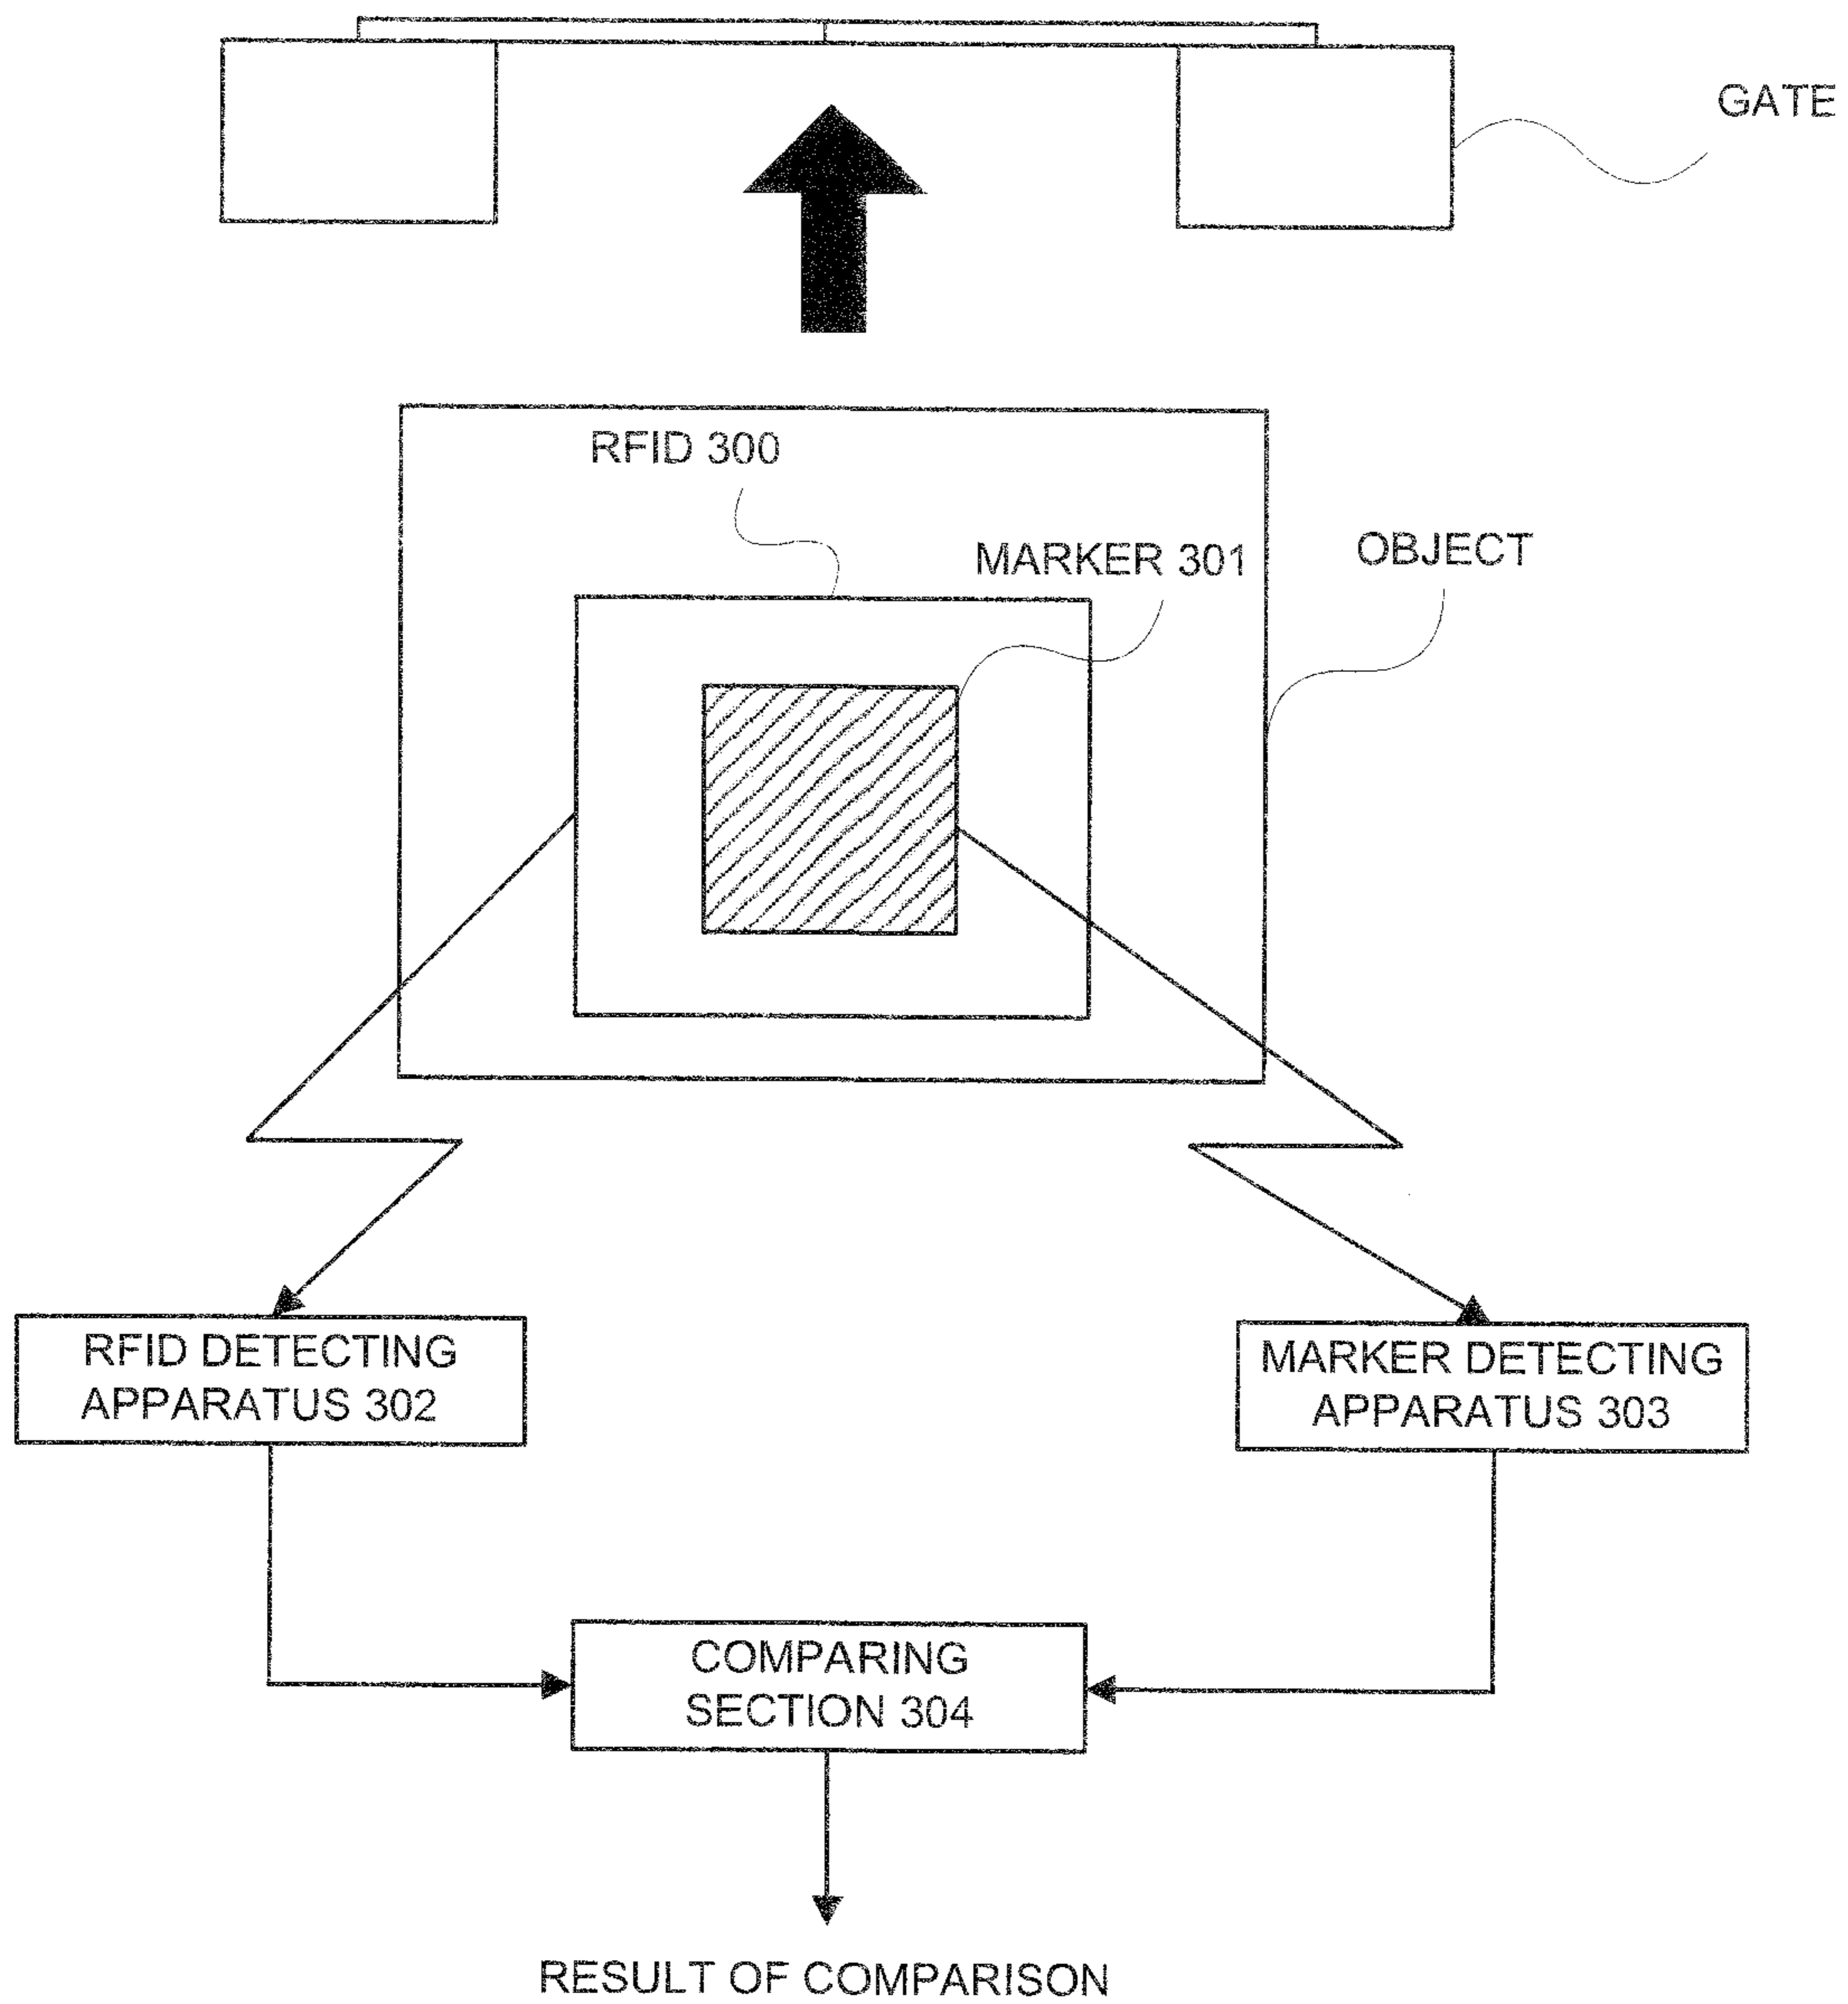 GATE
RFID 300
MARKER 301
OBJECT
RFID DETECTING
APPARATUS 302
MARKER DETECTING
APPARATUS 303
COMPARING
SECTION 304
RESULT OF COMPARISON